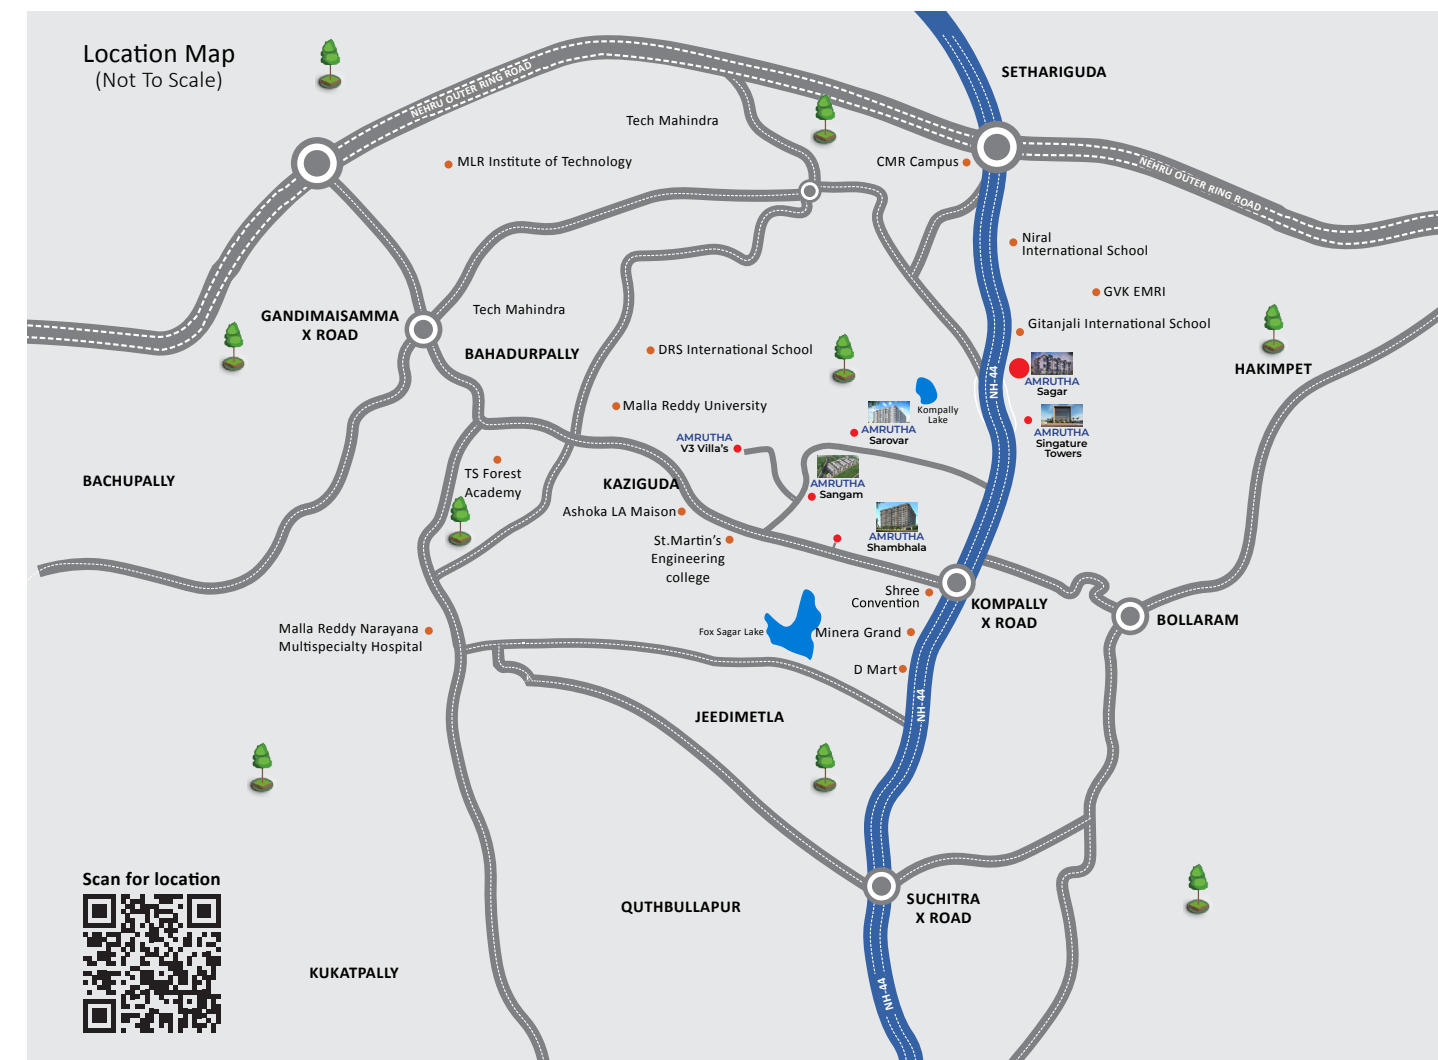 Location Map
(Not To Scale)
SETHARIGUDA
NEHRU OUTER RING ROAD
Tech Mahindra
MLR Institute of Technology
CMR Campus
NEHRU OUTER RING ROAD
Niral
International School
GVK EMRI
Tech Mahindra
GANDIMAISAMMA
X ROAD
Gitanjali International School
BAHADURPALLY
DRS International School
HAKIMPET
NH-44
AMRUTHA
Sagar
Malla Reddy University
Kompally
Lake
AMRUTHA
Sarovar
AMRUTHA
Singature
Towers
AMRUTHA
V3 Villa's
TS Forest
Academy
BACHUPALLY
KAZIGUDA
AMRUTHA
Sangam
Ashoka LA Maison
St.Martin's
Engineering
college
AMRUTHA
Shambhala
Shree
Convention
KOMPALLY
X ROAD
BOLLARAM
Malla Reddy Narayana
Multispecialty Hospital
Fox Sagar Lake
Minera Grand
D Mart
NH-44
JEEDIMETLA
Scan for location
QUTHBULLAPUR
SUCHITRA
X ROAD
KUKATPALLY
NH-44